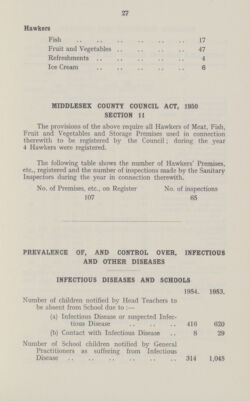 27
Hawkers
Fish .. .. .. .. .. 17
Fruit and Vegetables .. .. .. 47
Refreshments .. .. .. .. 4
Ice Cream .. .. .. .. 6
MIDDLESEX COUNTY COUNCIL ACT, 1950
SECTION 11
The provisions of the above require all Hawkers of Meat, Fish,
Fruit and Vegetables and Storage Premises used in connection
therewith to be registered by the Council; during the year
4 Hawkers were registered.
The following table shows the number of Hawkers' Premises,
etc., registered and the number of inspections made by the Sanitary
Inspectors during the year in connection therewith.
No. of Premises, etc., on Register No. of inspections
107 65
PREVALENCE OF, AND CONTROL OVER, INFECTIOUS
AND OTHER DISEASES
INFECTIOUS DISEASES AND SCHOOLS
1954. 1953.
Number of children notified by Head Teachers to
be absent from School due to :—
(a) Infectious Disease or suspected Infec-
tious Disease .. .. .. 416 620
(b) Contact with Infectious Disease .. 8 29
Number of School children notified by General
Practitioners as suffering from Infectious
Disease .. .. .. .. .. 314 1,045